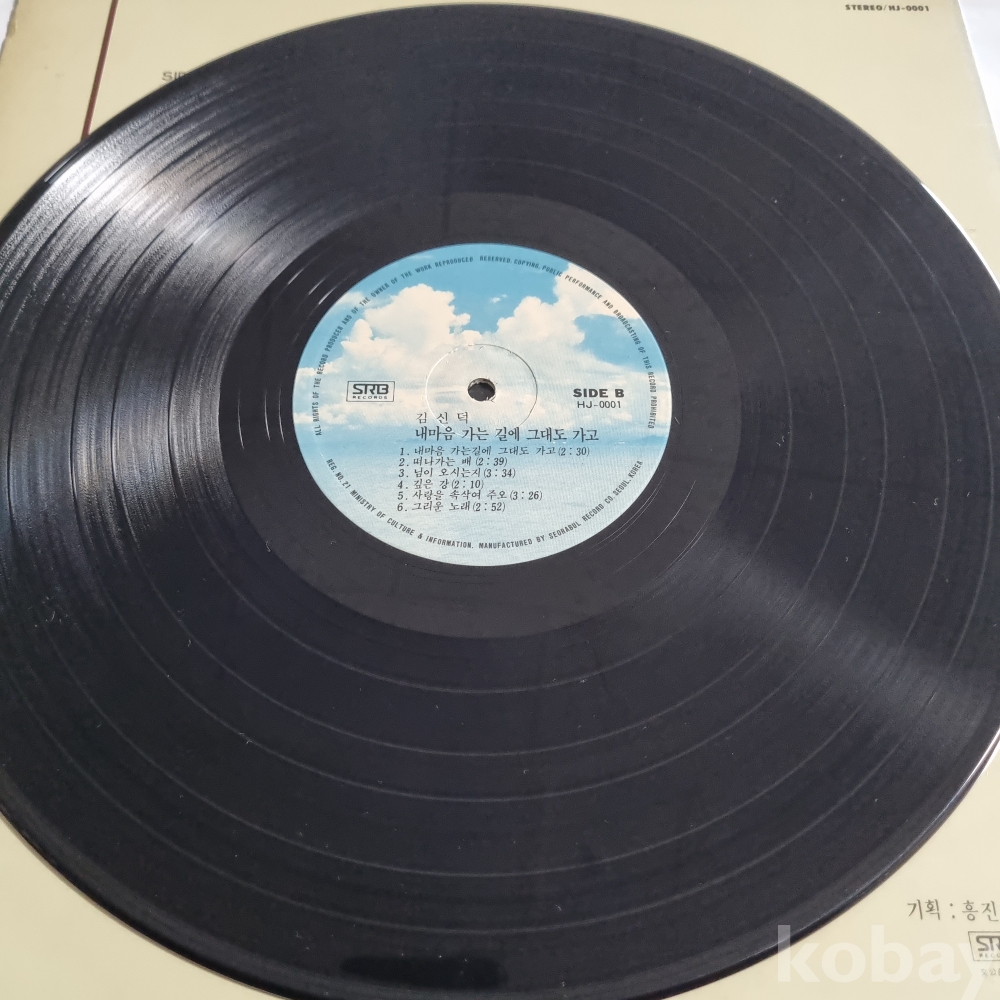 STEREO/HJ-0001
ALL RIGHTS OF THE RECORD PRODUCER AND OF THE OWNER OF THE WORK REPRODUCED RESERVED. COPYING, PUBLIC PERFORMANCE AND BROADCASTING OF THIS RECORD PROHIBITED
SRB
RECORDS
SIDE B
HJ-0001
김신덕
내마음 가는 길에 그대도 가고
1. 내마음 가는길에 그대도 가고(2:30)
2. 떠나가는 배(2:39)
3. 님이 오시는지(3:34)
4. 깊은 강(2:10)
5. 사랑을 속삭여 주오(3:26)
6. 그리운 노래(2:52)
REG. NO. 21 MINISTRY OF CULTURE & INFORMATION. MANUFACTURED BY SEORABUL RECORD CO. SEOUL, KOREA
기획 : 흥진
kobay